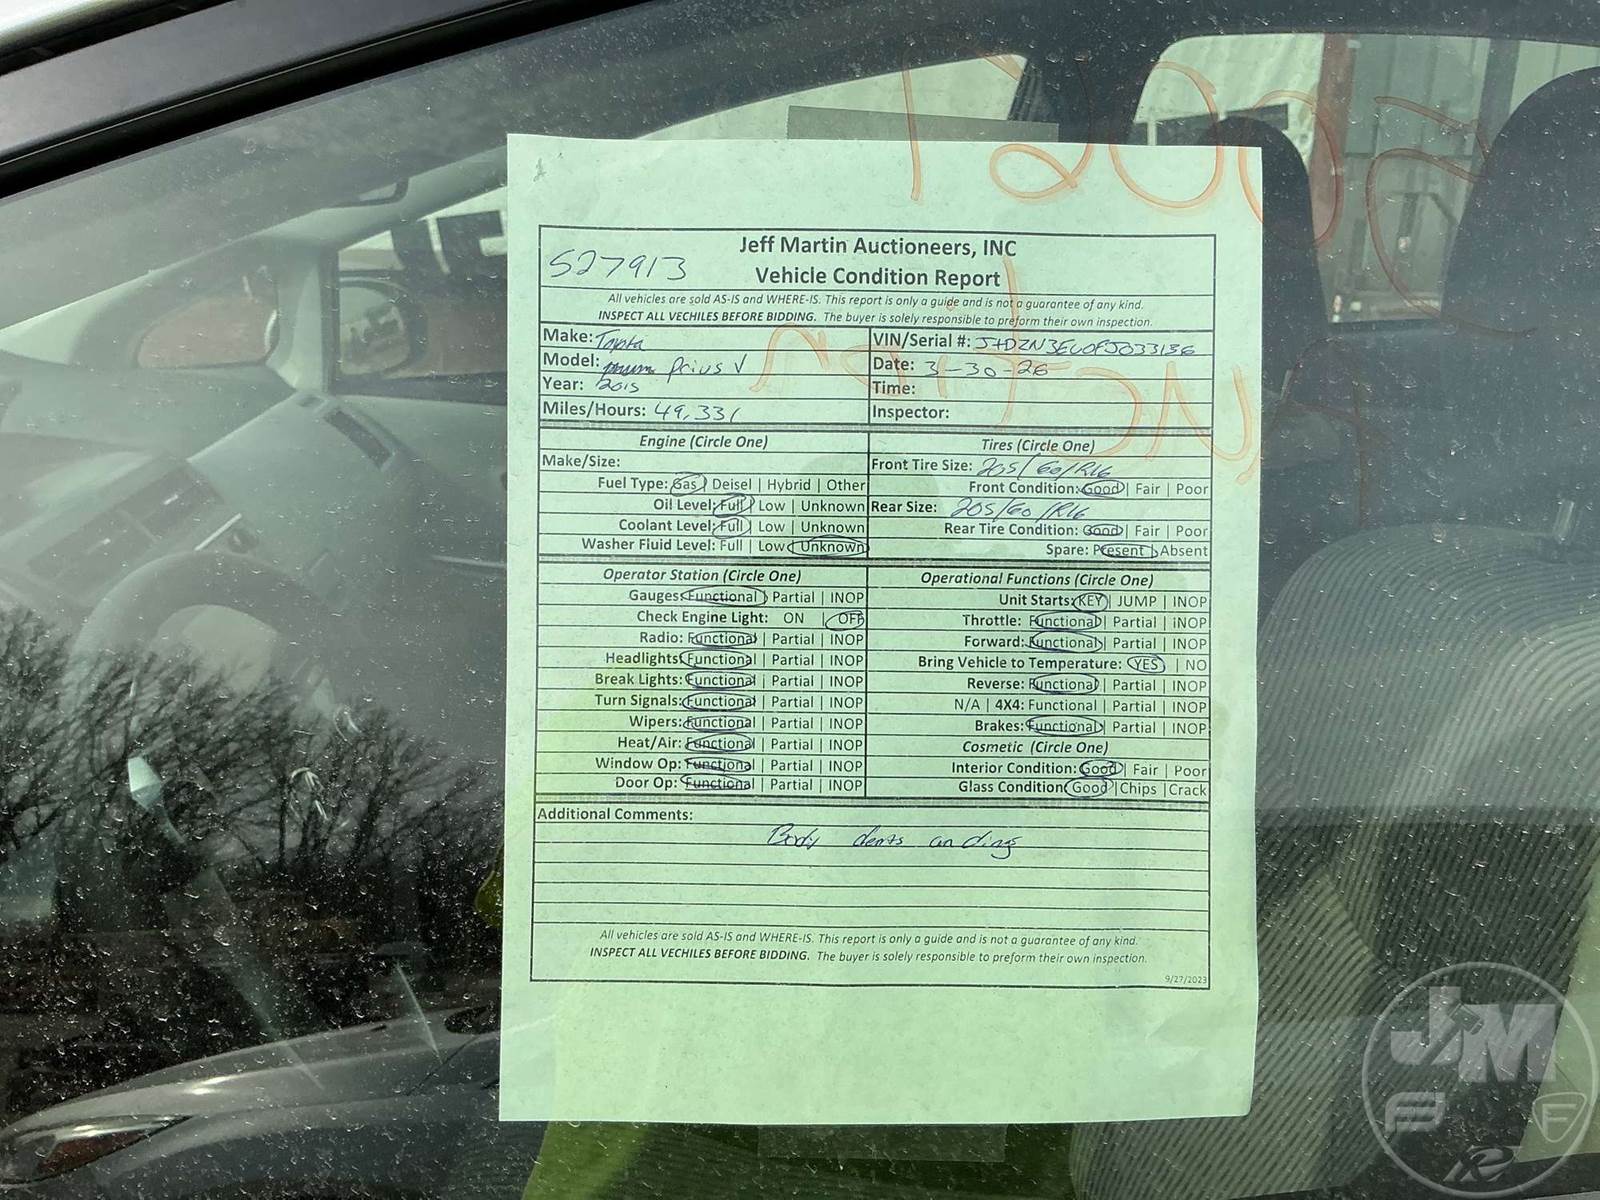 1200S
527913
Jeff Martin Auctioneers, INC
Vehicle Condition Report
All vehicles are sold AS-IS and WHERE-IS. This report is only a guide and is not a guarantee of any kind.
INSPECT ALL VECHILES BEFORE BIDDING. The buyer is solely responsible to preform their own inspection.
Make: Toyota
VIN/Serial #: JTDZN3EU0FJ033136
Model: Prius V
Date: 3-30-26
Year: 2015
Time:
Miles/Hours: 49,331
Inspector:
Engine (Circle One)
Make/Size:
Fuel Type: Gas | Deisel | Hybrid | Other
Oil Level: Full | Low | Unknown
Coolant Level: Full | Low | Unknown
Washer Fluid Level: Full | Low | Unknown
Tires (Circle One)
Front Tire Size: 205/60/R16
Front Condition: Good | Fair | Poor
Rear Size: 205/60/R16
Rear Tire Condition: Good | Fair | Poor
Spare: Present | Absent
Operator Station (Circle One)
Gauges: Functional | Partial | INOP
Check Engine Light: ON | OFF
Radio: Functional | Partial | INOP
Headlights: Functional | Partial | INOP
Break Lights: Functional | Partial | INOP
Turn Signals: Functional | Partial | INOP
Wipers: Functional | Partial | INOP
Heat/Air: Functional | Partial | INOP
Window Op: Functional | Partial | INOP
Door Op: Functional | Partial | INOP
Operational Functions (Circle One)
Unit Starts: KEY | JUMP | INOP
Throttle: Functional | Partial | INOP
Forward: Functional | Partial | INOP
Bring Vehicle to Temperature: YES | NO
Reverse: Functional | Partial | INOP
N/A | 4X4: Functional | Partial | INOP
Brakes: Functional | Partial | INOP
Cosmetic (Circle One)
Interior Condition: Good | Fair | Poor
Glass Condition: Good | Chips | Crack
Additional Comments:
Body dents an dings
All vehicles are sold AS-IS and WHERE-IS. This report is only a guide and is not a guarantee of any kind.
INSPECT ALL VECHILES BEFORE BIDDING. The buyer is solely responsible to preform their own inspection.
9/27/2023
JM